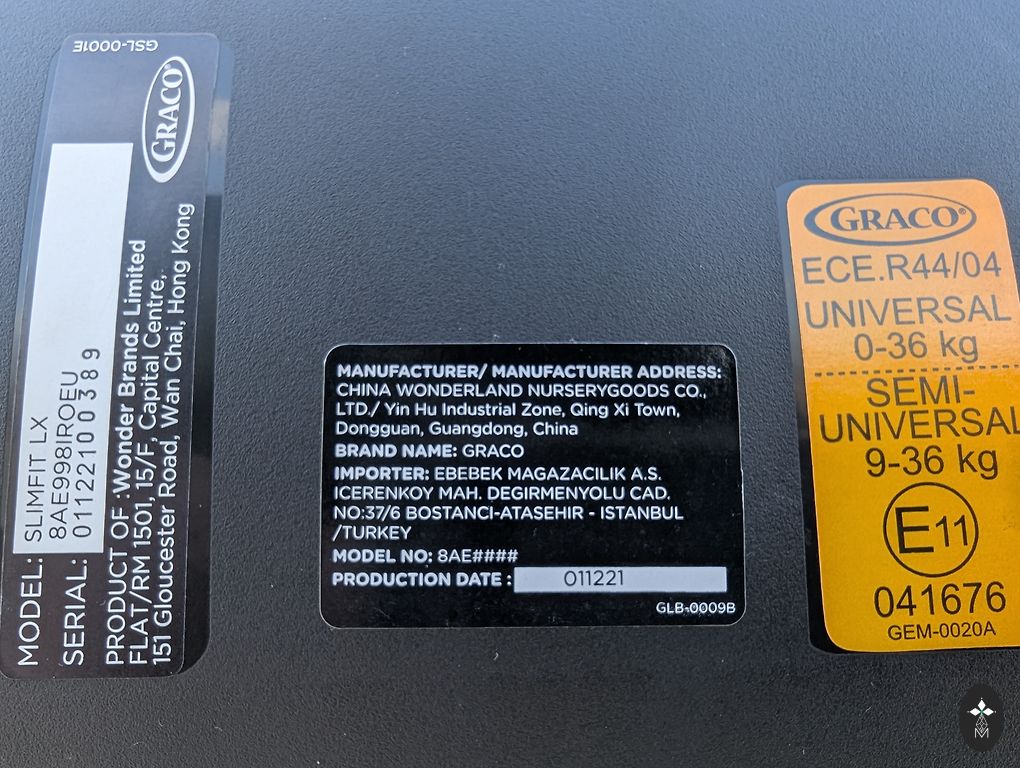 GSL-0001E
GRACO®
MODEL: SLIMFIT LX
8AE998IROEU
SERIAL: 0112210 0 3 8 9
PRODUCT OF :Wonder Brands Limited
FLAT/RM 1501, 15/F, Capital Centre,
151 Gloucester Road, Wan Chai, Hong Kong
MANUFACTURER/ MANUFACTURER ADDRESS:
CHINA WONDERLAND NURSERYGOODS CO.,
LTD./ Yin Hu Industrial Zone, Qing Xi Town,
Dongguan, Guangdong, China
BRAND NAME: GRACO
IMPORTER: EBEBEK MAGAZACILIK A.S.
ICERENKOY MAH. DEGIRMENYOLU CAD.
NO:37/6 BOSTANCI-ATASEHIR - ISTANBUL
/TURKEY
MODEL NO: 8AE####
PRODUCTION DATE : 011221
GLB-0009B
GRACO®
ECE.R44/04
UNIVERSAL
0-36 kg
SEMI-
UNIVERSAL
9-36 kg
E11
041676
GEM-0020A
M